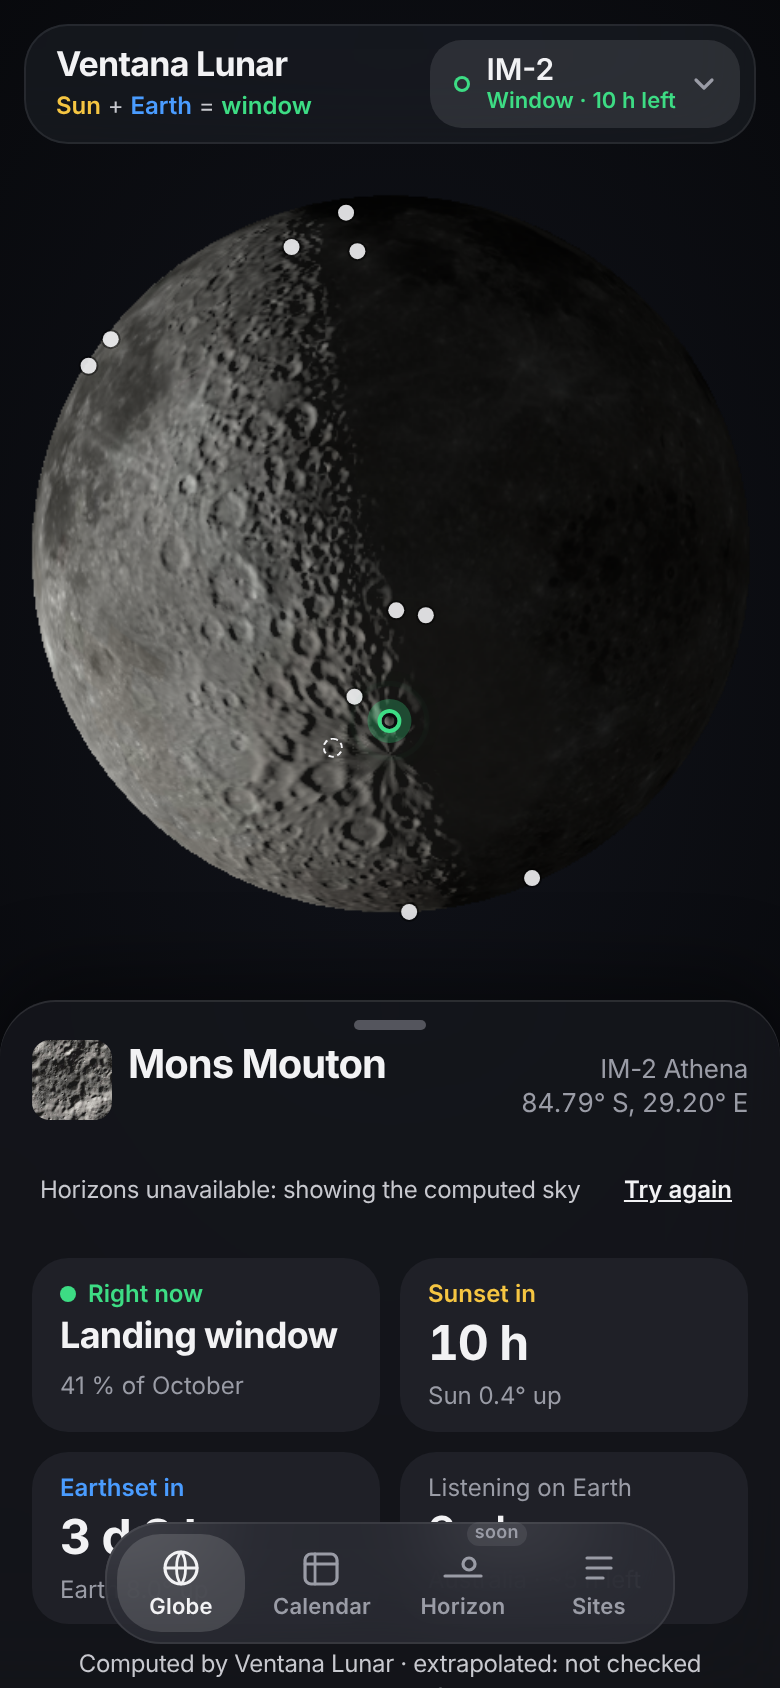 Ventana Lunar
Sun + Earth = window
IM-2
Window · 10 h left
Mons Mouton
IM-2 Athena
84.79° S, 29.20° E
Horizons unavailable: showing the computed sky
Try again
Right now
Landing window
41 % of October
Sunset in
10 h
Sun 0.4° up
Earthset in
3 d
Listening on Earth
soon
Globe
Calendar
Horizon
Sites
Computed by Ventana Lunar · extrapolated: not checked